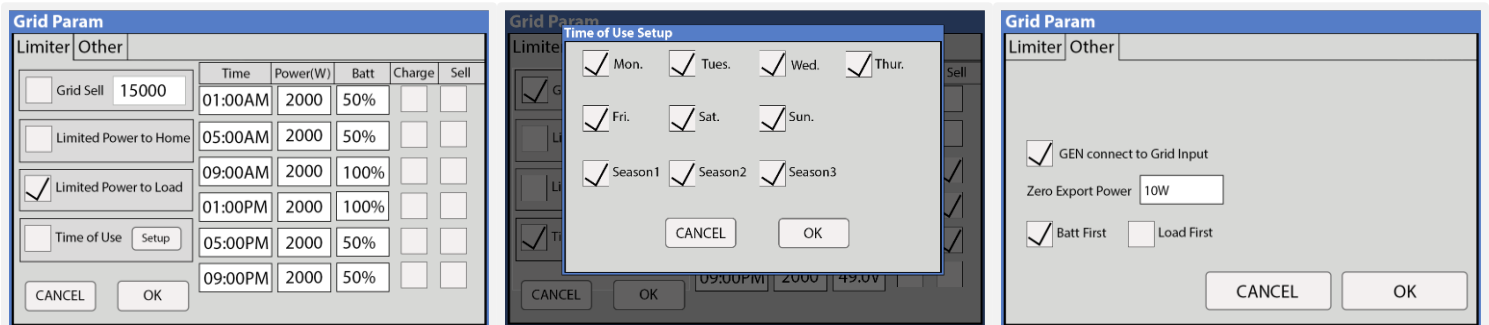 Grid Param
Limiter Other
Time Power(W) Batt Charge Sell
Grid Sell 15000
01:00AM 2000 50%
Limited Power to Home
05:00AM 2000 50%
09:00AM 2000 100%
Limited Power to Load
01:00PM 2000 100%
Time of Use Setup
05:00PM 2000 50%
09:00PM 2000 50%
CANCEL OK
Grid Param
Time of Use Setup
Limite
Sell
Mon. Tues. Wed. Thur.
G
Fri. Sat. Sun.
Li
Season1 Season2 Season3
Li
Ti
CANCEL OK
09:00PM 2000 49.0V
CANCEL OK
Grid Param
Limiter Other
GEN connect to Grid Input
Zero Export Power 10W
Batt First Load First
CANCEL OK